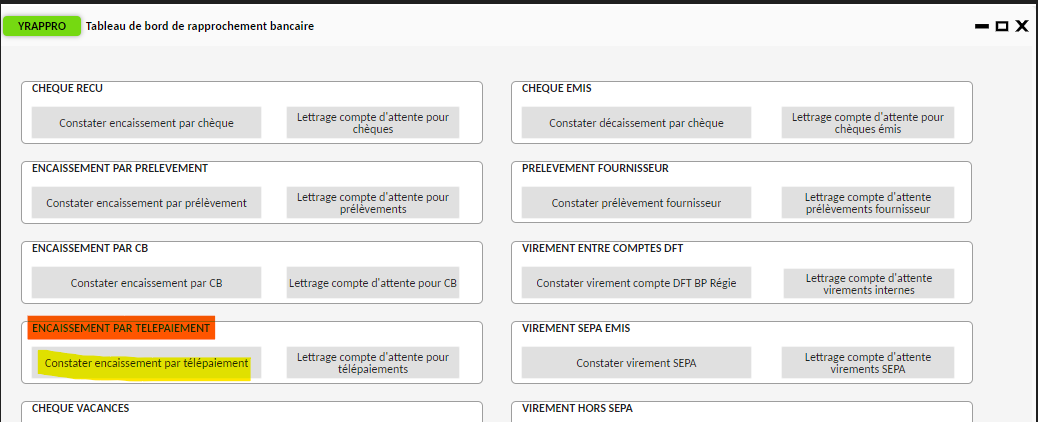 YRAPPRO Tableau de bord de rapprochement bancaire
CHEQUE RECU
Constater encaissement par chèque
Lettrage compte d'attente pour
chèques
CHEQUE EMIS
Constater décaissement par chèque
Lettrage compte d'attente pour
chèques émis
ENCAISSEMENT PAR PRELEVEMENT
Constater encaissement par prélèvement
Lettrage compte d'attente pour
prélèvements
PRELEVEMENT FOURNISSEUR
Constater prélèvement fournisseur
Lettrage compte d'attente
prélèvements fournisseur
ENCAISSEMENT PAR CB
Constater encaissement par CB
Lettrage compte d'attente pour CB
VIREMENT ENTRE COMPTES DFT
Constater virement compte DFT BP Régie
Lettrage compte d'attente
virements internes
ENCAISSEMENT PAR TELEPAIEMENT
Constater encaissement par télépaiement
Lettrage compte d'attente pour
télépaiements
VIREMENT SEPA EMIS
Constater virement SEPA
Lettrage compte d'attente
virements SEPA
CHEQUE VACANCES
VIREMENT HORS SEPA